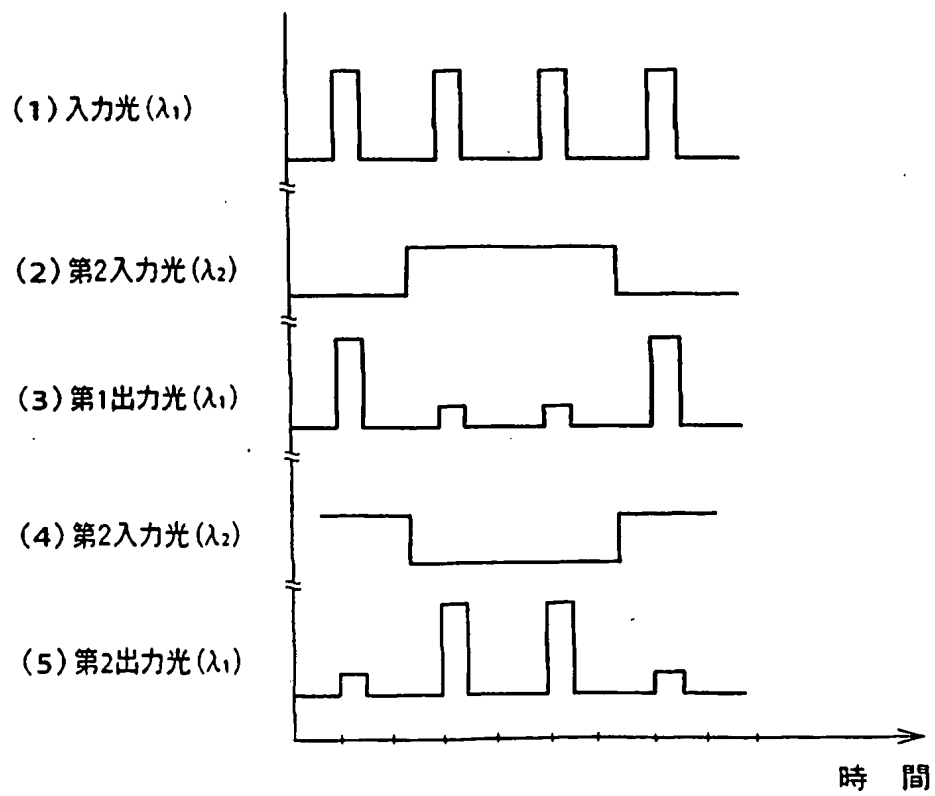 (1)入力光(λ₁)
(2)第2入力光(λ₂)
(3)第1出力光(λ₁)
(4)第2入力光(λ₂)
(5)第2出力光(λ₁)
時 間